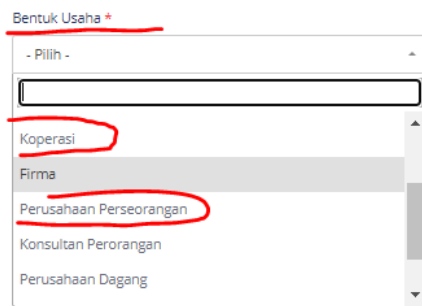 Bentuk Usaha *
- Pilih -
Koperasi
Firma
Perusahaan Perseorangan
Konsultan Perorangan
Perusahaan Dagang